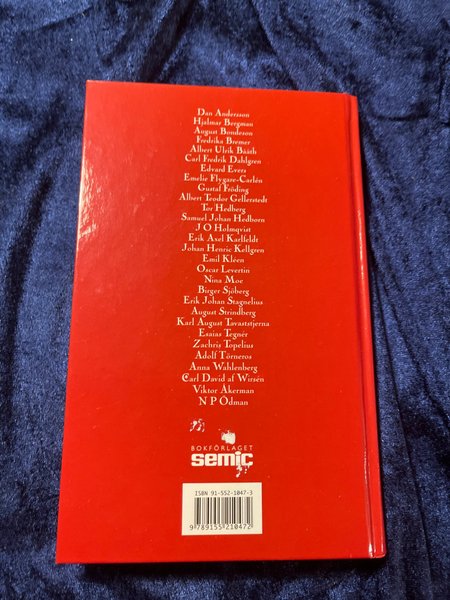 Dan Andersson
Hjalmar Bergman
August Bondeson
Fredrika Bremer
Albert Ulrik Bååth
Carl Fredrik Dahlgren
Edvard Evers
Emelie Flygare-Carlén
Gustaf Fröding
Albert Teodor Gellerstedt
Tor Hedberg
Samuel Johan Hedborn
J O Holmqvist
Erik Axel Karlfeldt
Johan Henric Kellgren
Emil Kléen
Oscar Levertin
Nina Moe
Birger Sjöberg
Erik Johan Stagnelius
August Strindberg
Karl August Tavaststjerna
Esaias Tegnér
Zachris Topelius
Adolf Törneros
Anna Wahlenberg
Carl David af Wirsén
Viktor Åkerman
N P Ödman
BOKFÖRLAGET
semic
ISBN 91-552-1047-3
9 789155 210472